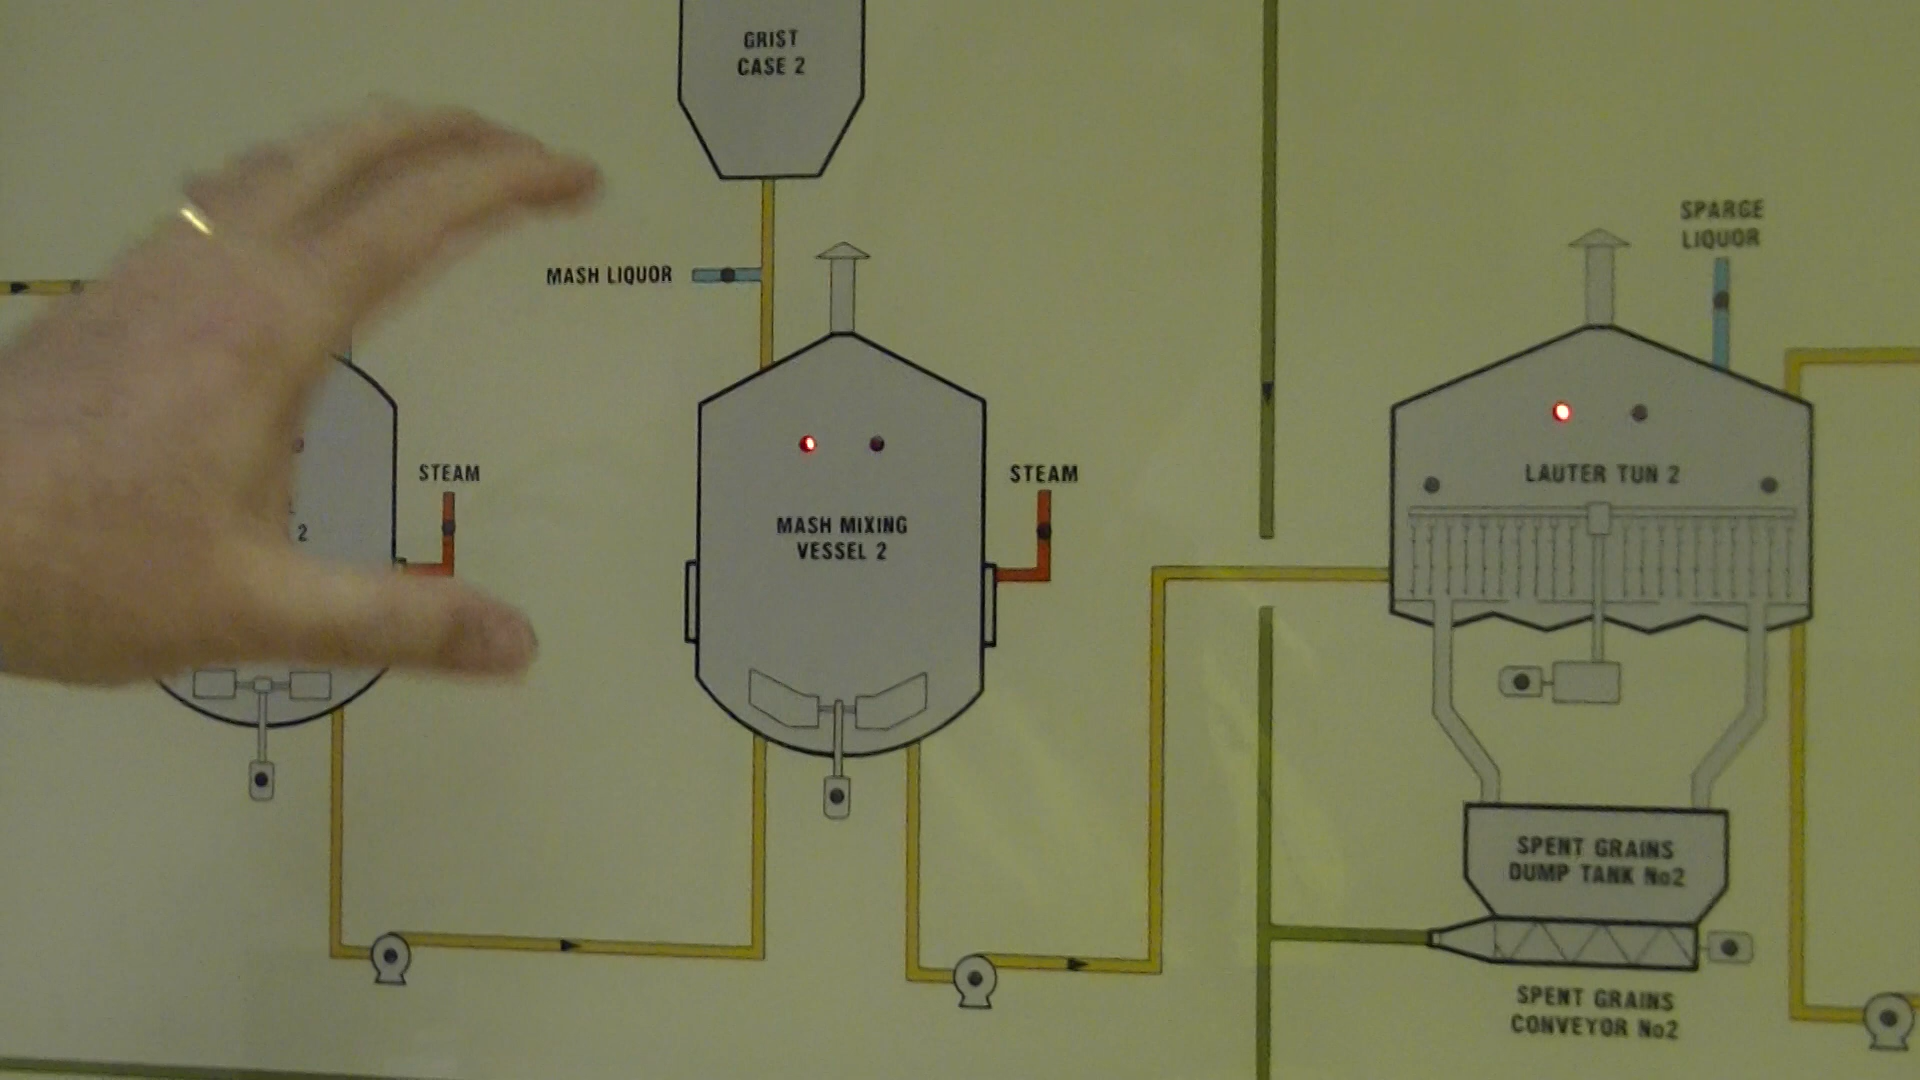 GRIST
CASE 2
MASH LIQUOR
SPARGE
LIQUOR
STEAM
2
MASH MIXING
VESSEL 2
STEAM
LAUTER TUN 2
SPENT GRAINS
DUMP TANK No2
SPENT GRAINS
CONVEYOR No2